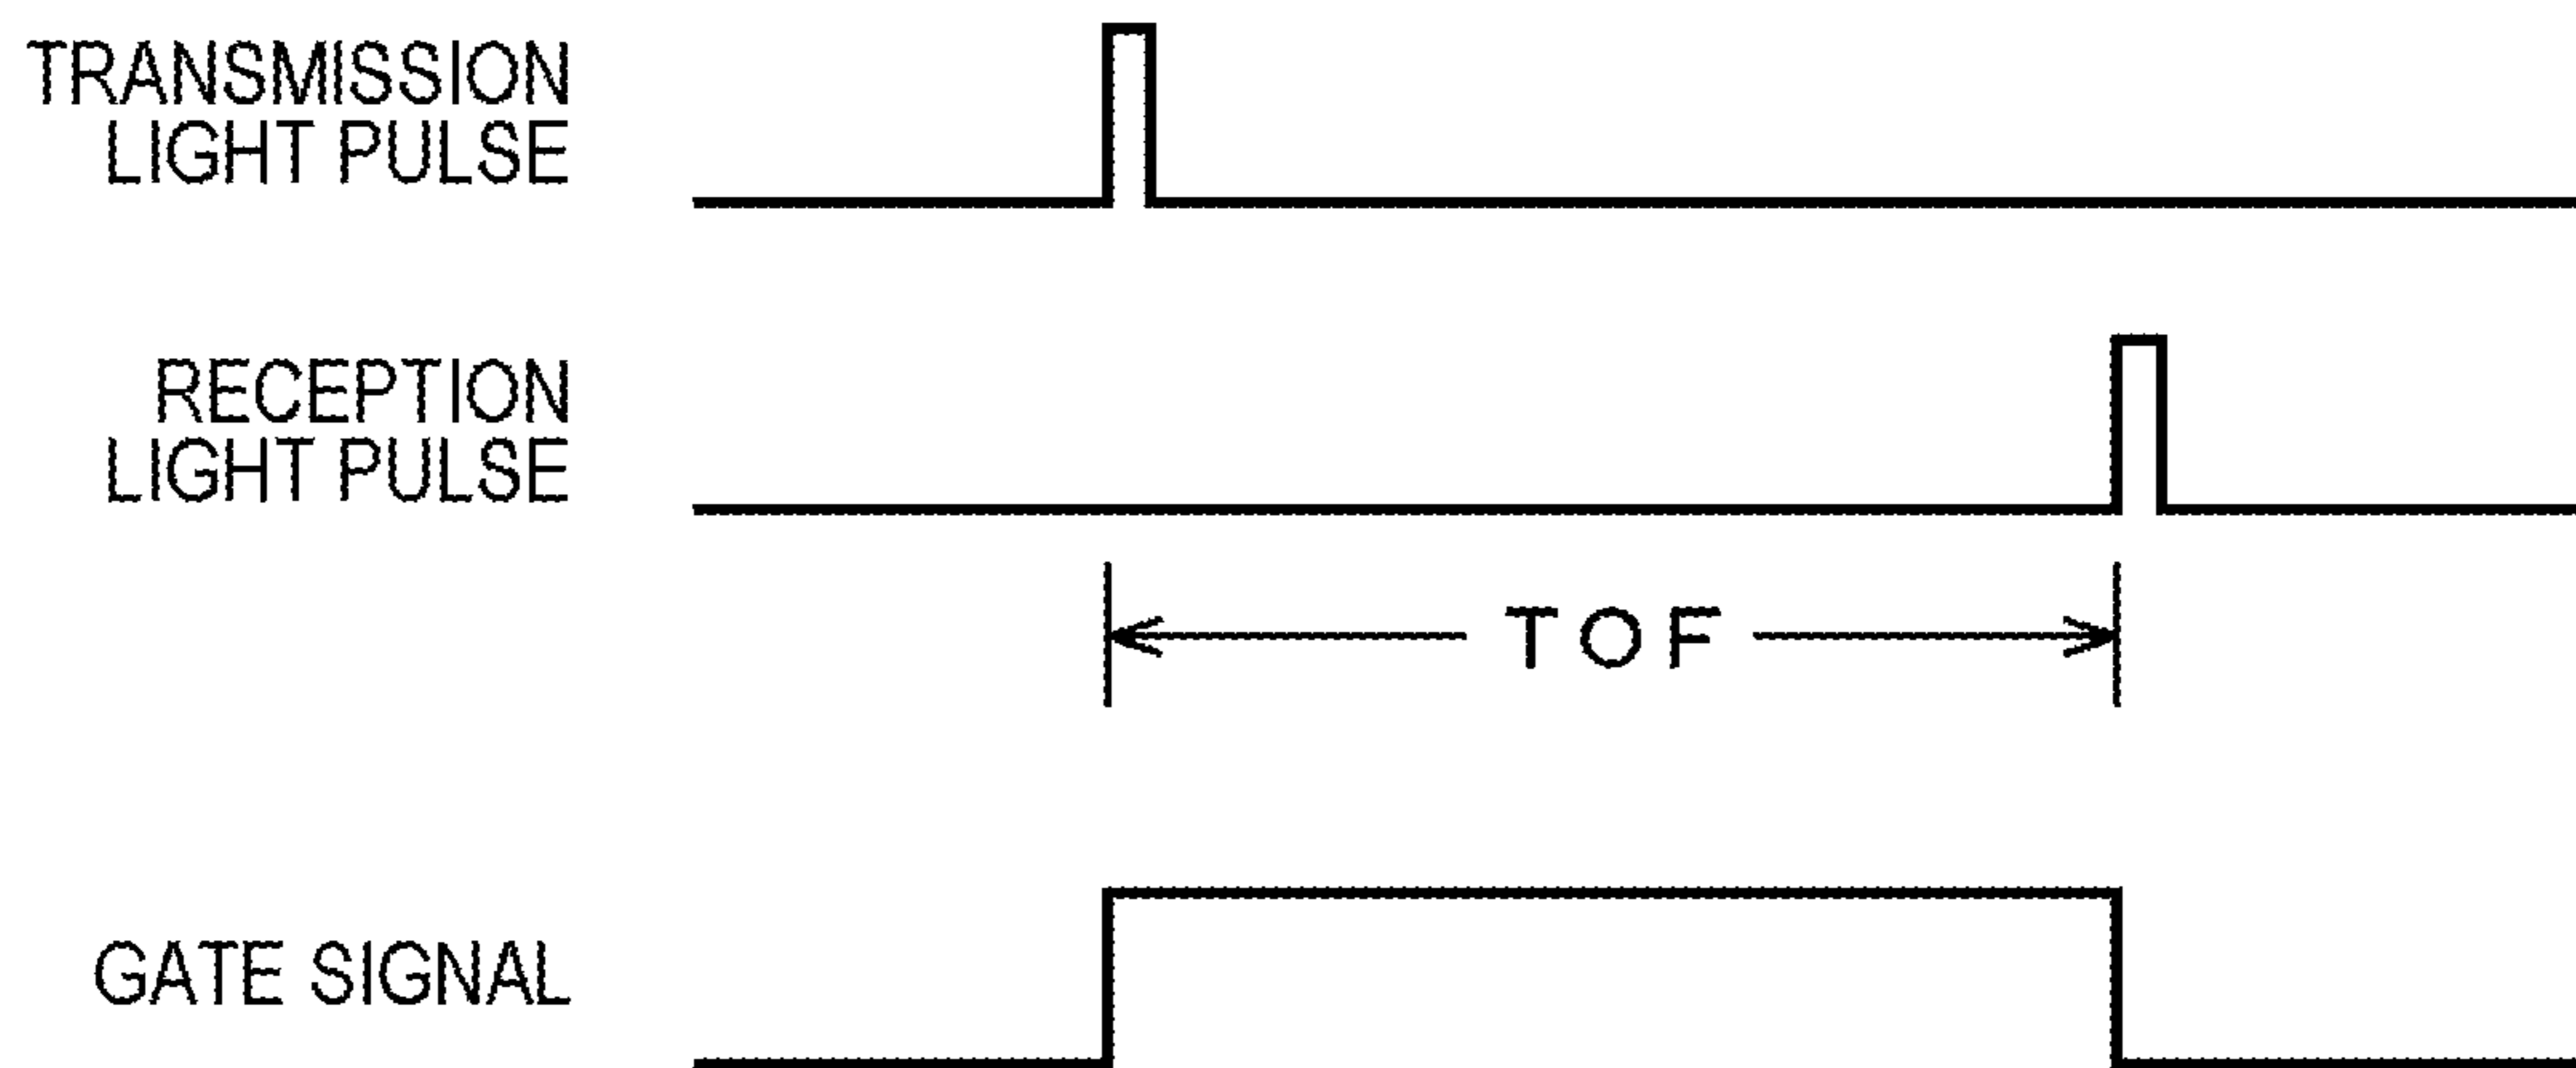 TRANSMISSION
LIGHT PULSE
RECEPTION
LIGHT PULSE
TOF
GATE SIGNAL